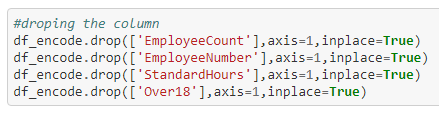 #droping the column
df_encode.drop(['EmployeeCount'],axis=1,inplace=True)
df_encode.drop(['EmployeeNumber'],axis=1,inplace=True)
df_encode.drop(['StandardHours'],axis=1,inplace=True)
df_encode.drop(['Over18'],axis=1,inplace=True)